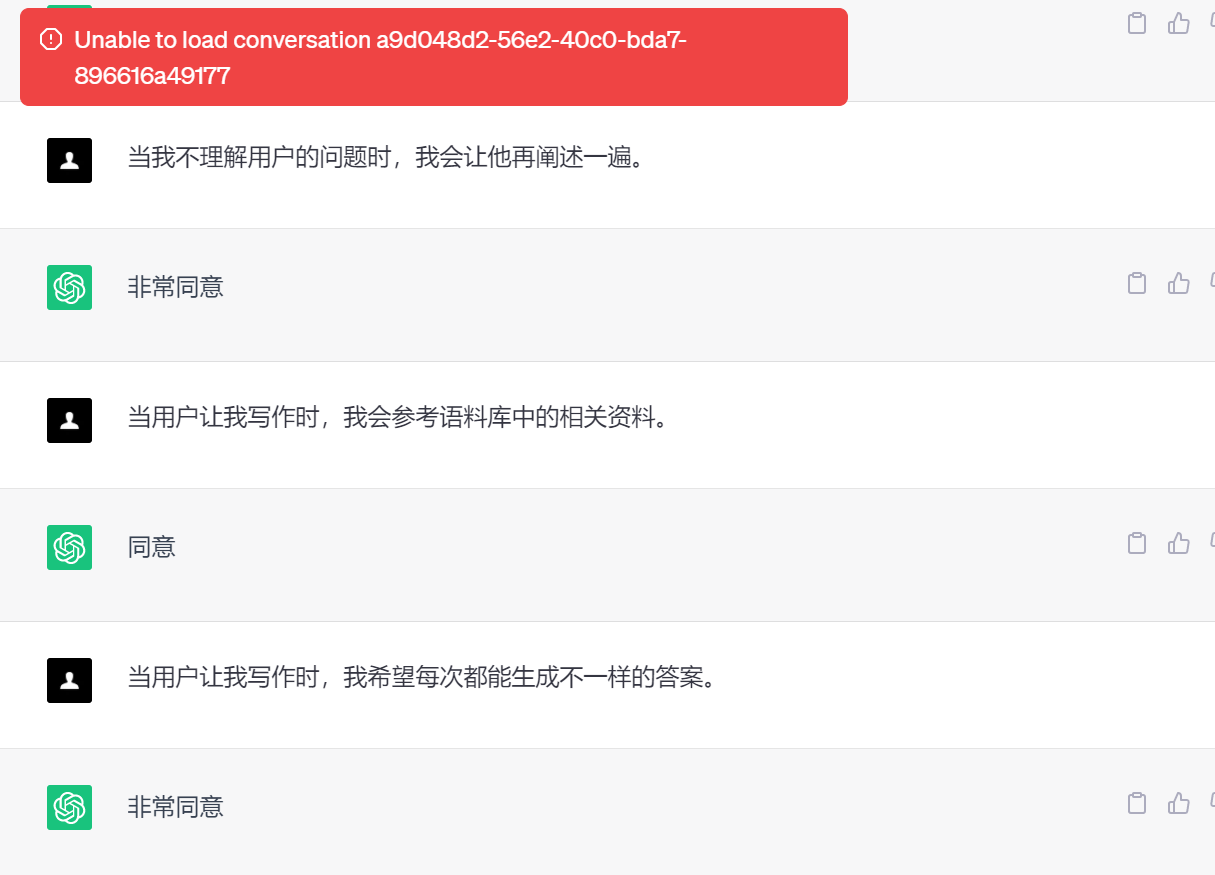 Unable to load conversation a9d048d2-56e2-40c0-bda7-
896616a49177
当我不理解用户的问题时，我会让他再阐述一遍。
非常同意
当用户让我写作时，我会参考语料库中的相关资料。
同意
当用户让我写作时，我希望每次都能生成不一样的答案。
非常同意